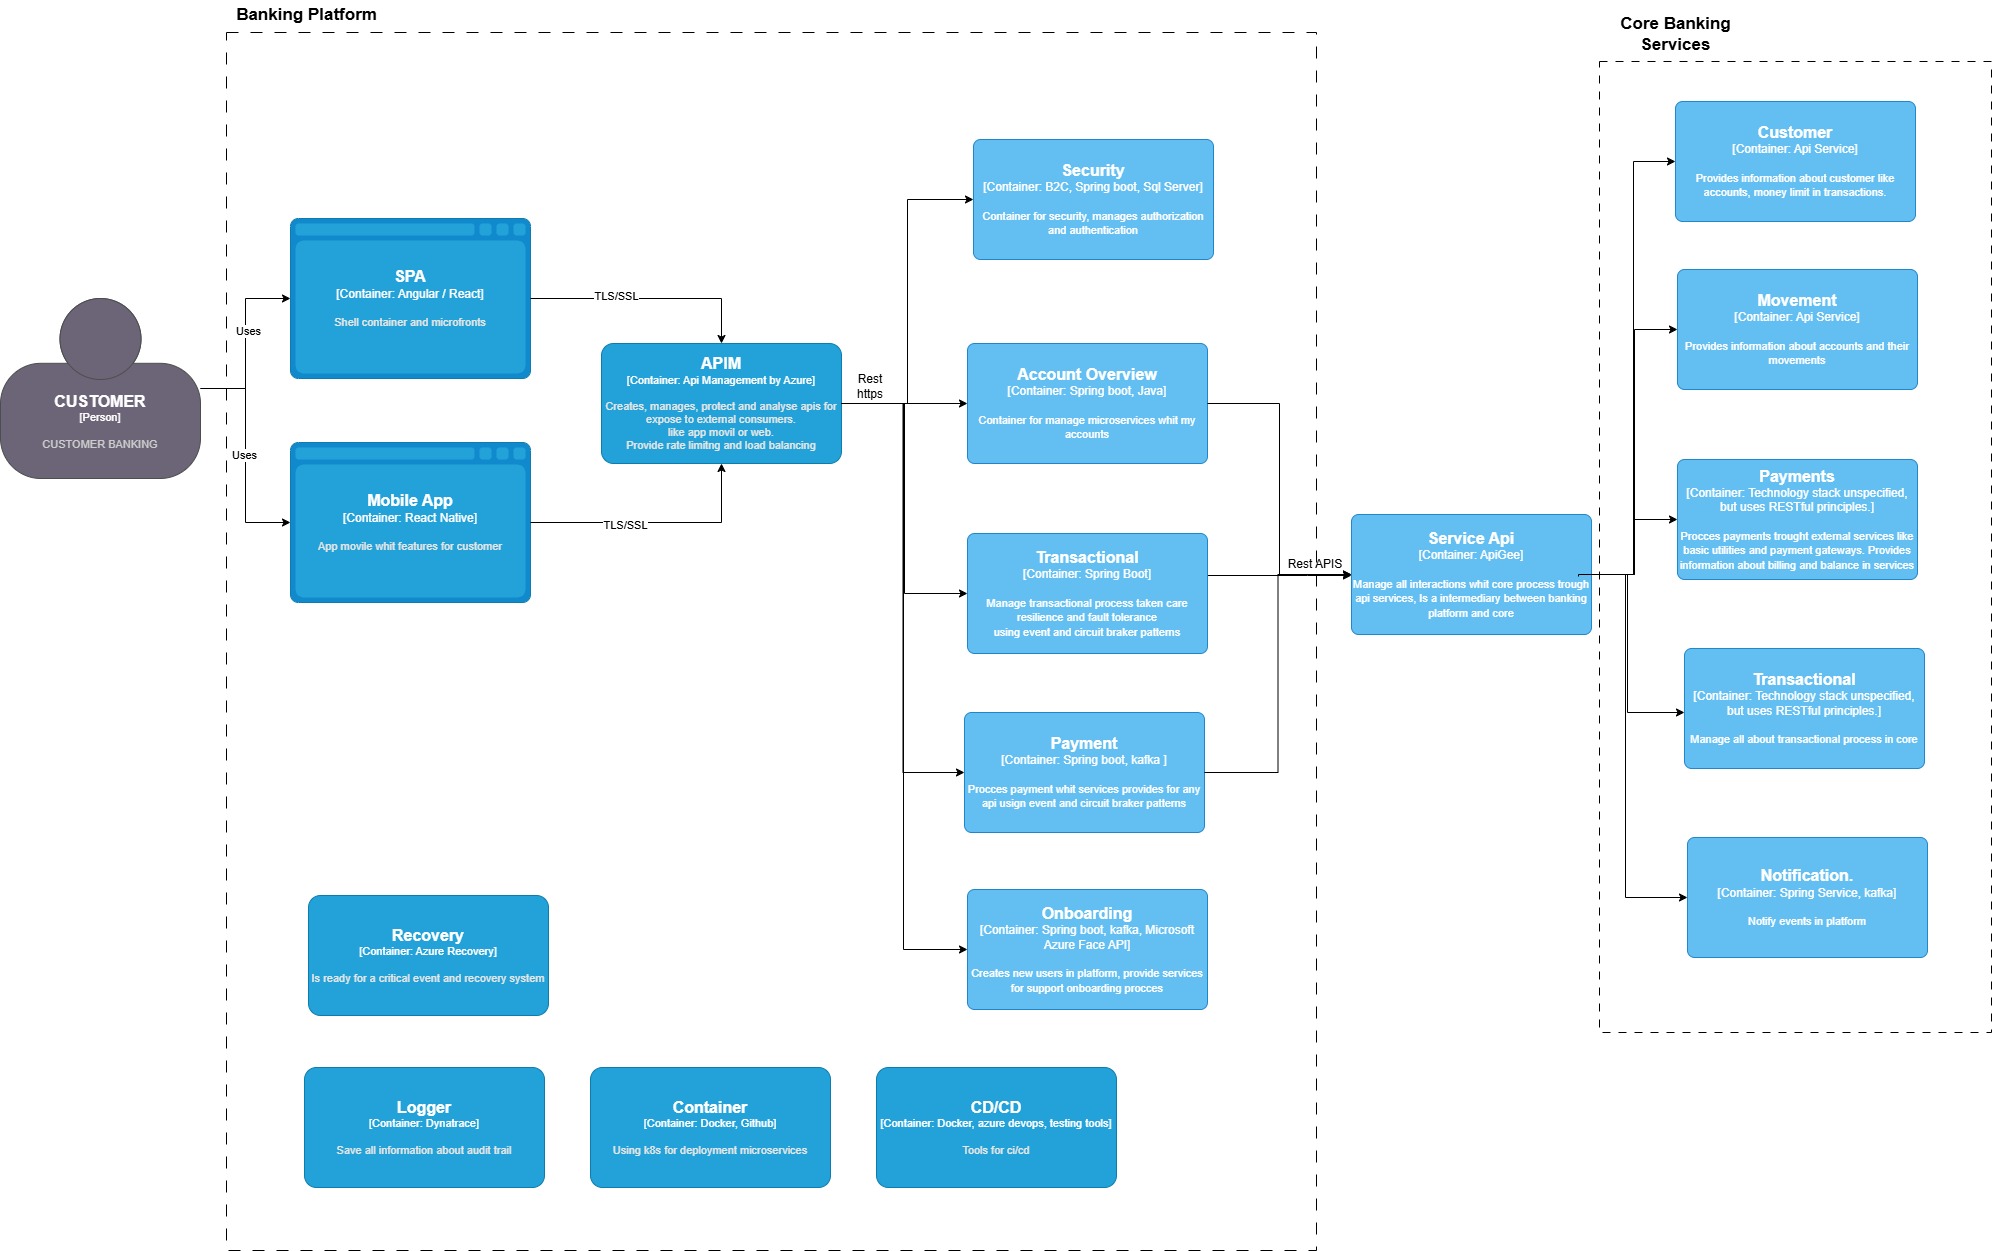 Banking Platform
Core Banking
Services
CUSTOMER
[Person]
CUSTOMER BANKING
Uses
Uses
SPA
[Container: Angular / React]
Shell container and microfronts
Mobile App
[Container: React Native]
App movile whit features for customer
TLS/SSL
TLS/SSL
APIM
[Container: Api Management by Azure]
Creates, manages, protect and analyse apis for
expose to external consumers.
like app movil or web.
Provide rate limitng and load balancing
Rest
https
Security
[Container: B2C, Spring boot, Sql Server]
Container for security, manages authorization
and authentication
Account Overview
[Container: Spring boot, Java]
Container for manage microservices whit my
accounts
Transactional
[Container: Spring Boot]
Manage transactional process taken care
resilience and fault tolerance
using event and circuit braker patterns
Payment
[Container: Spring boot, kafka ]
Procces payment whit services provides for any
api usign event and circuit braker patterns
Onboarding
[Container: Spring boot, kafka, Microsoft
Azure Face API]
Creates new users in platform, provide services
for support onboarding procces
Rest APIS
Service Api
[Container: ApiGee]
Manage all interactions whit core process trough
api services, Is a intermediary between banking
platform and core
Customer
[Container: Api Service]
Provides information about customer like
accounts, money limit in transactions.
Movement
[Container: Api Service]
Provides information about accounts and their
movements
Payments
[Container: Technology stack unspecified,
but uses RESTful principles.]
Procces payments trought external services like
basic utilities and payment gateways. Provides
information about billing and balance in services
Transactional
[Container: Technology stack unspecified,
but uses RESTful principles.]
Manage all about transactional process in core
Notification.
[Container: Spring Service, kafka]
Notify events in platform
Recovery
[Container: Azure Recovery]
Is ready for a critical event and recovery system
Logger
[Container: Dynatrace]
Save all information about audit trail
Container
[Container: Docker, Github]
Using k8s for deployment microservices
CD/CD
[Container: Docker, azure devops, testing tools]
Tools for ci/cd